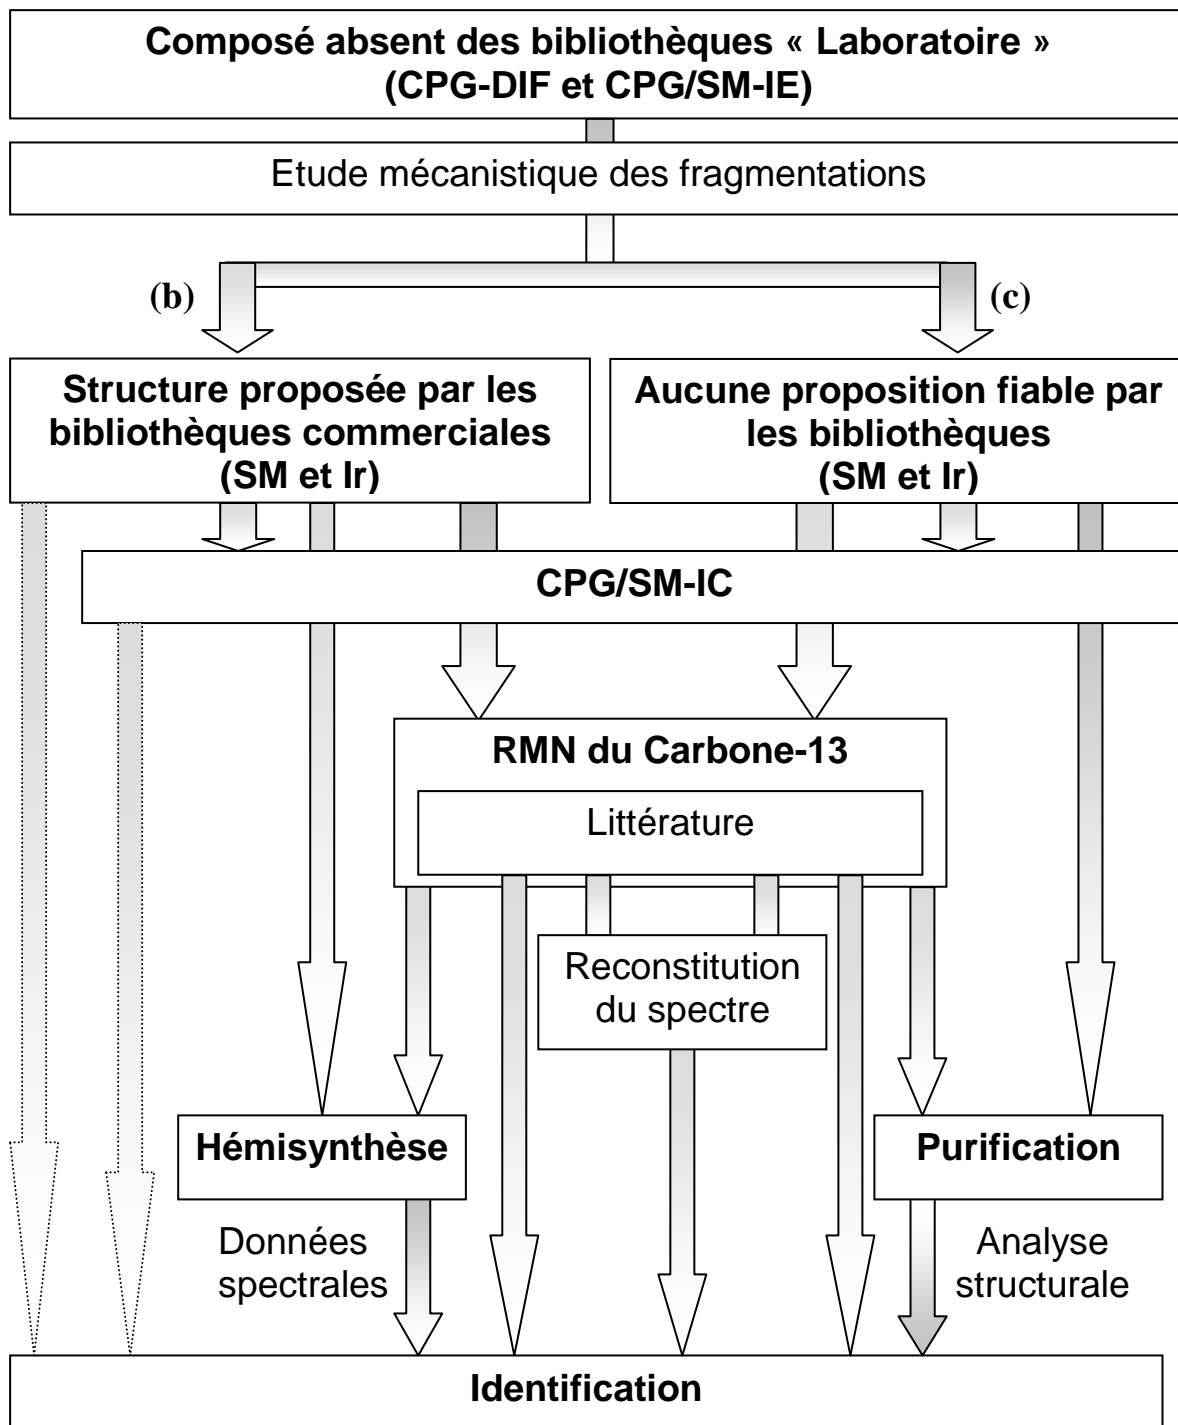 Composé absent des bibliothèques « Laboratoire »
(CPG-DIF et CPG/SM-IE)
Etude mécanistique des fragmentations
(b)
(c)
Structure proposée par les
bibliothèques commerciales
(SM et Ir)
Aucune proposition fiable par
les bibliothèques
(SM et Ir)
CPG/SM-IC
RMN du Carbone-13
Littérature
Reconstitution
du spectre
Hémisynthèse
Purification
Données
spectrales
Analyse
structurale
Identification